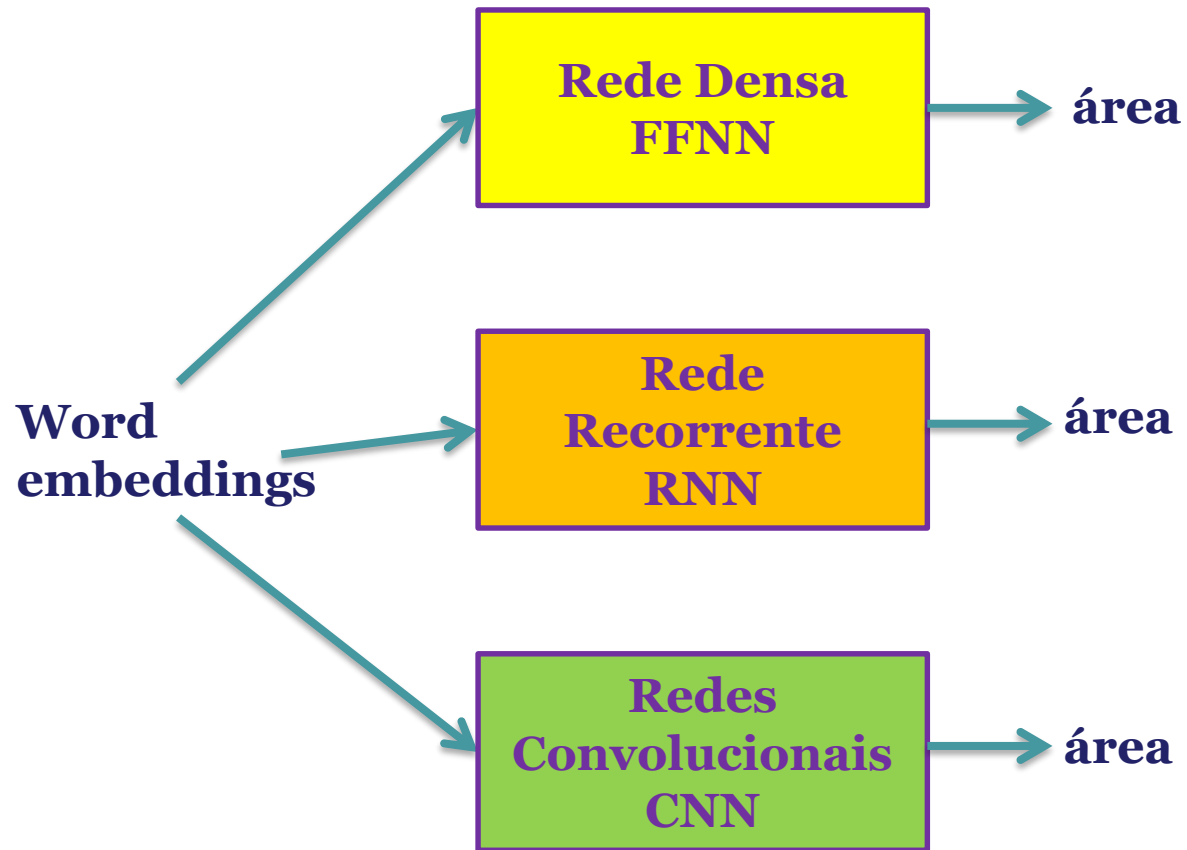 Word
embeddings
Rede Densa
FFNN
área
Rede
Recorrente
RNN
área
Redes
Convolucionais
CNN
área